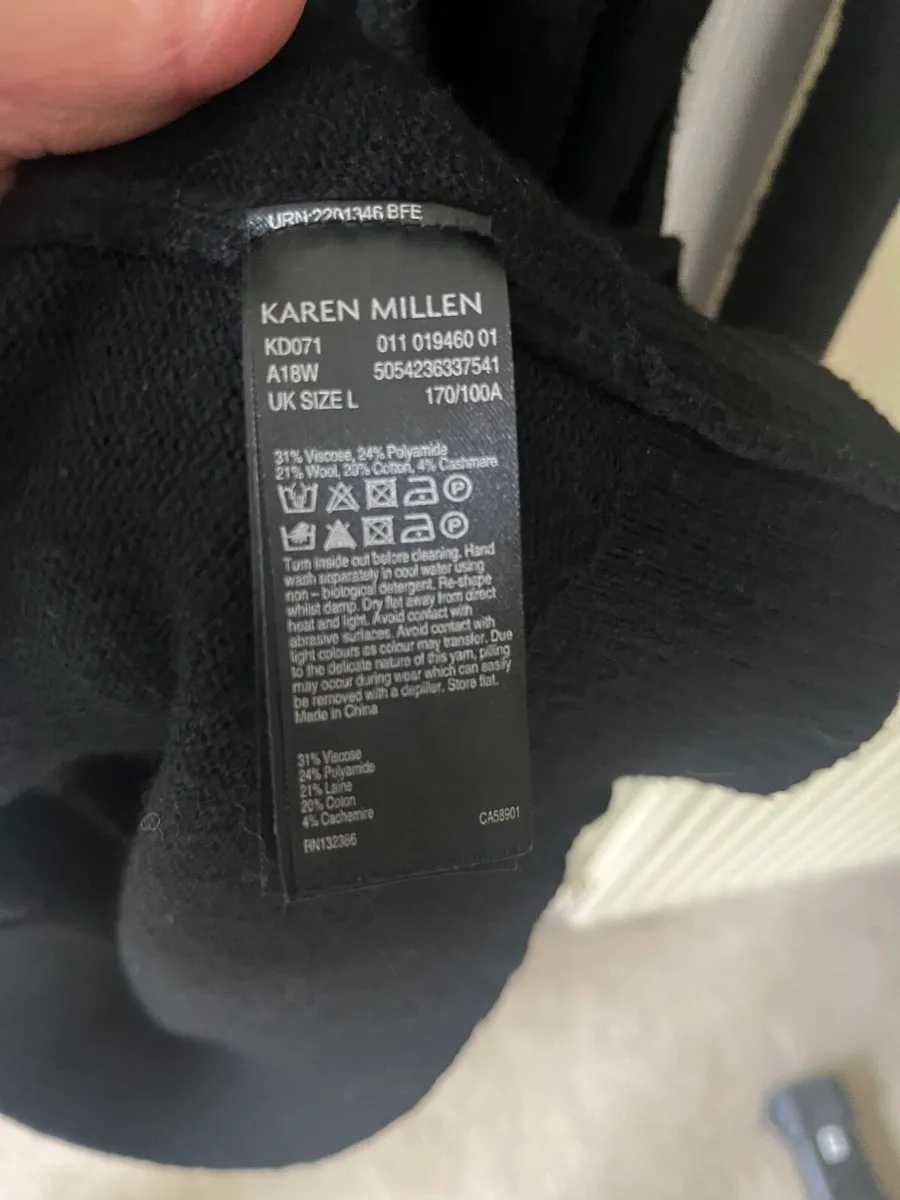 URN:2201346 BFE
KAREN MILLEN
KD071 011 019460 01
A18W 5054236337541
UK SIZE L 170/100A
31% Viscose, 24% Polyamide
21% Wool, 20% Cotton, 4% Cashmere
P
P
Turn inside out before cleaning. Hand
wash separately in cool water using
non - biological detergent. Re-shape
whilst damp. Dry flat away from direct
heat and light. Avoid contact with
abrasive surfaces. Avoid contact with
light colours as colour may transfer. Due
to the delicate nature of this yarn, pilling
may occur during wear which can easily
be removed with a depiller. Store flat.
Made in China
31% Viscose
24% Polyamide
21% Laine
20% Coton
4% Cachemire
CA58901
RN132366